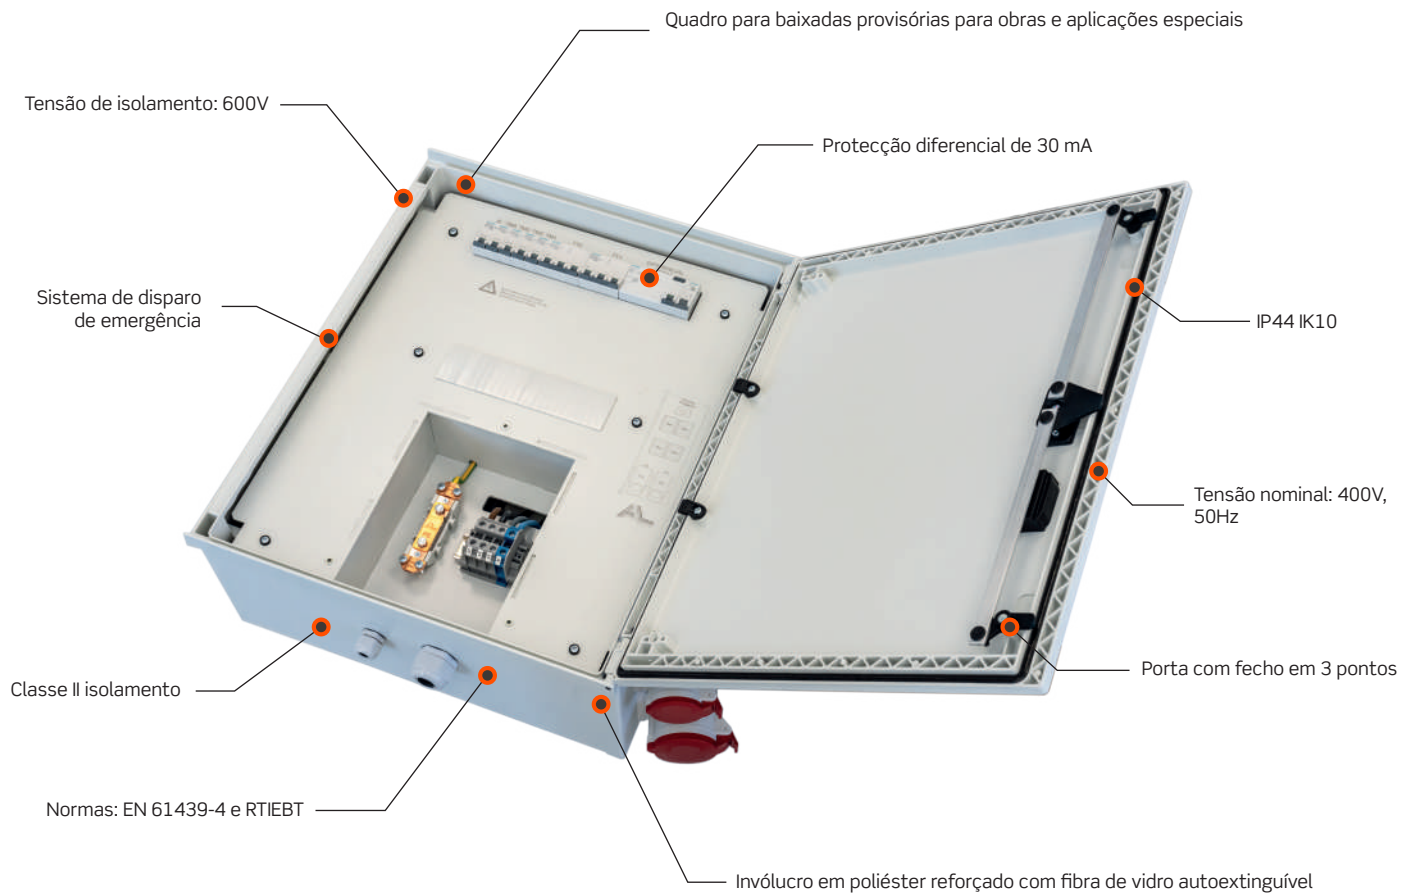 Quadro para baixadas provisórias para obras e aplicações especiais
Tensão de isolamento: 600V
Protecção diferencial de 30 mA
Sistema de disparo
de emergência
IP44 IK10
Tensão nominal: 400V,
50Hz
Porta com fecho em 3 pontos
Classe II isolamento
Normas: EN 61439-4 e RTIEBT
Invólucro em poliéster reforçado com fibra de vidro autoextinguível